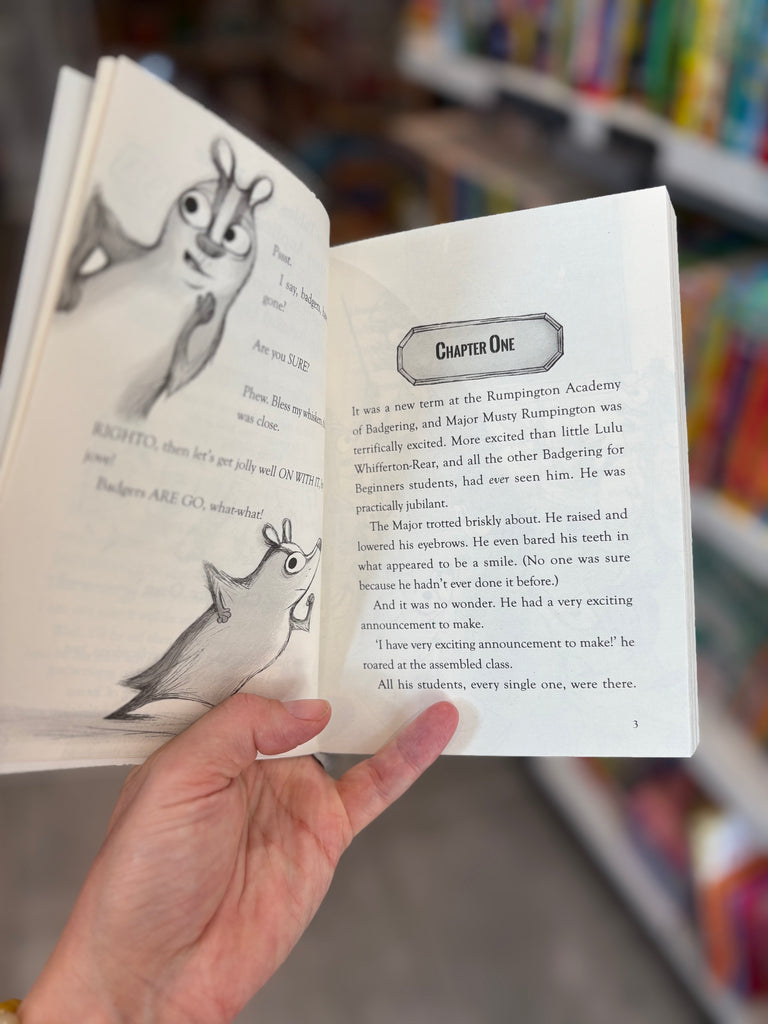 Pssst.
I say, badgers, ha
gone?
Are you SURE?
Phew. Bless my whiskers
was close.
RIGHTO, then let's get jolly well ON WITH IT,
jove!
Badgers ARE GO, what-what!
CHAPTER ONE
It was a new term at the Rumpington Academy
of Badgering, and Major Musty Rumpington was
terrifically excited. More excited than little Lulu
Whifferton-Rear, and all the other Badgering for
Beginners students, had ever seen him. He was
practically jubilant.
The Major trotted briskly about. He raised and
lowered his eyebrows. He even bared his teeth in
what appeared to be a smile. (No one was sure
because he hadn't ever done it before.)
And it was no wonder. He had a very exciting
announcement to make.
'I have very exciting announcement to make!' he
roared at the assembled class.
All his students, every single one, were there.
3